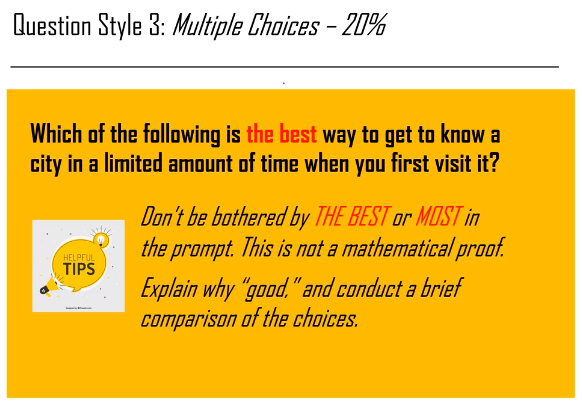 Question Style 3: Multiple Choices – 20%
Which of the following is the best way to get to know a
city in a limited amount of time when you first visit it?
Don't be bothered by THE BEST or MOST in
the prompt. This is not a mathematical proof.
HELPFUL
TIPS
Explain why “good,” and conduct a brief
comparison of the choices.